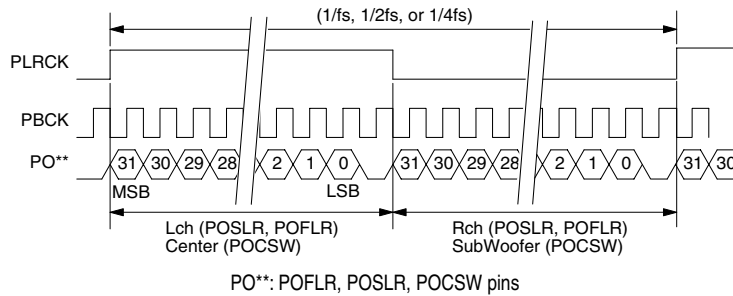 (1/fs, 1/2fs, or 1/4fs)
PLRCK
PBCK
PO** 31 30 29 28 2 1 0 31 30 29 28 2 1 0 31 30
MSB LSB
Lch (POSLR, POFLR) Rch (POSLR, POFLR)
Center (POCSW) SubWoofer (POCSW)
PO**: POFLR, POSLR, POCSW pins